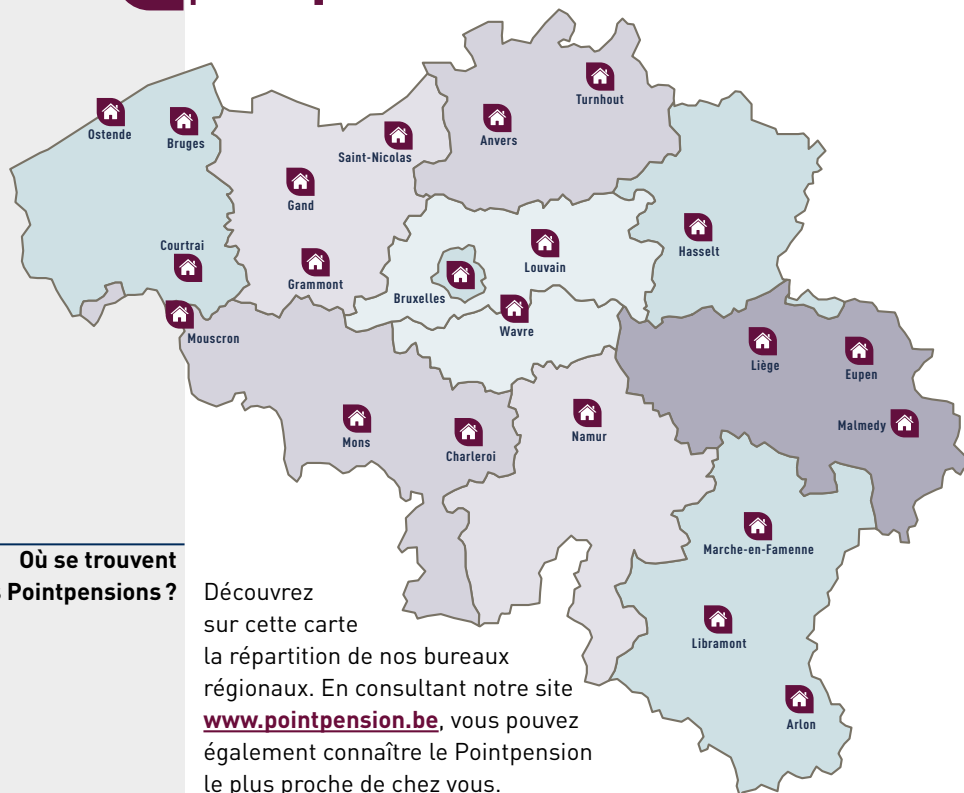 Turnhout
Ostende
Bruges
Anvers
Saint-Nicolas
Gand
Courtrai
Hasselt
Louvain
Grammont
Bruxelles
Mouscron
Wavre
Liège
Eupen
Malmedy
Mons
Charleroi
Namur
Marche-en-Famenne
Libramont
Arlon
Où se trouvent
Pointpensions ?
Découvrez
sur cette carte
la répartition de nos bureaux
régionaux. En consultant notre site
www.pointpension.be, vous pouvez
également connaître le Pointpension
le plus proche de chez vous.